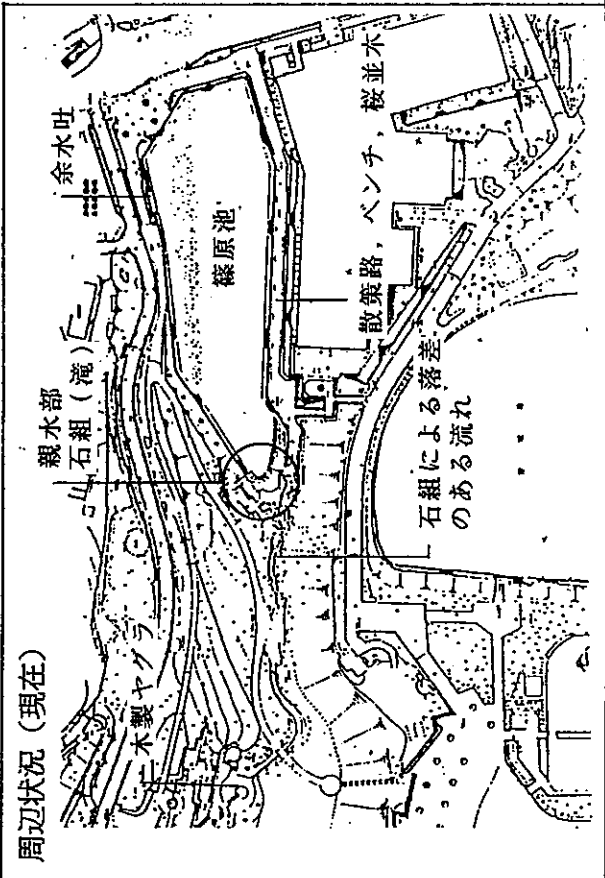 周辺状況（現在）
木製ヤグラ
親水部
石組（滝）
余水吐
篠原池
散策路，ベンチ，桜並木
石組による落差
のある流れ